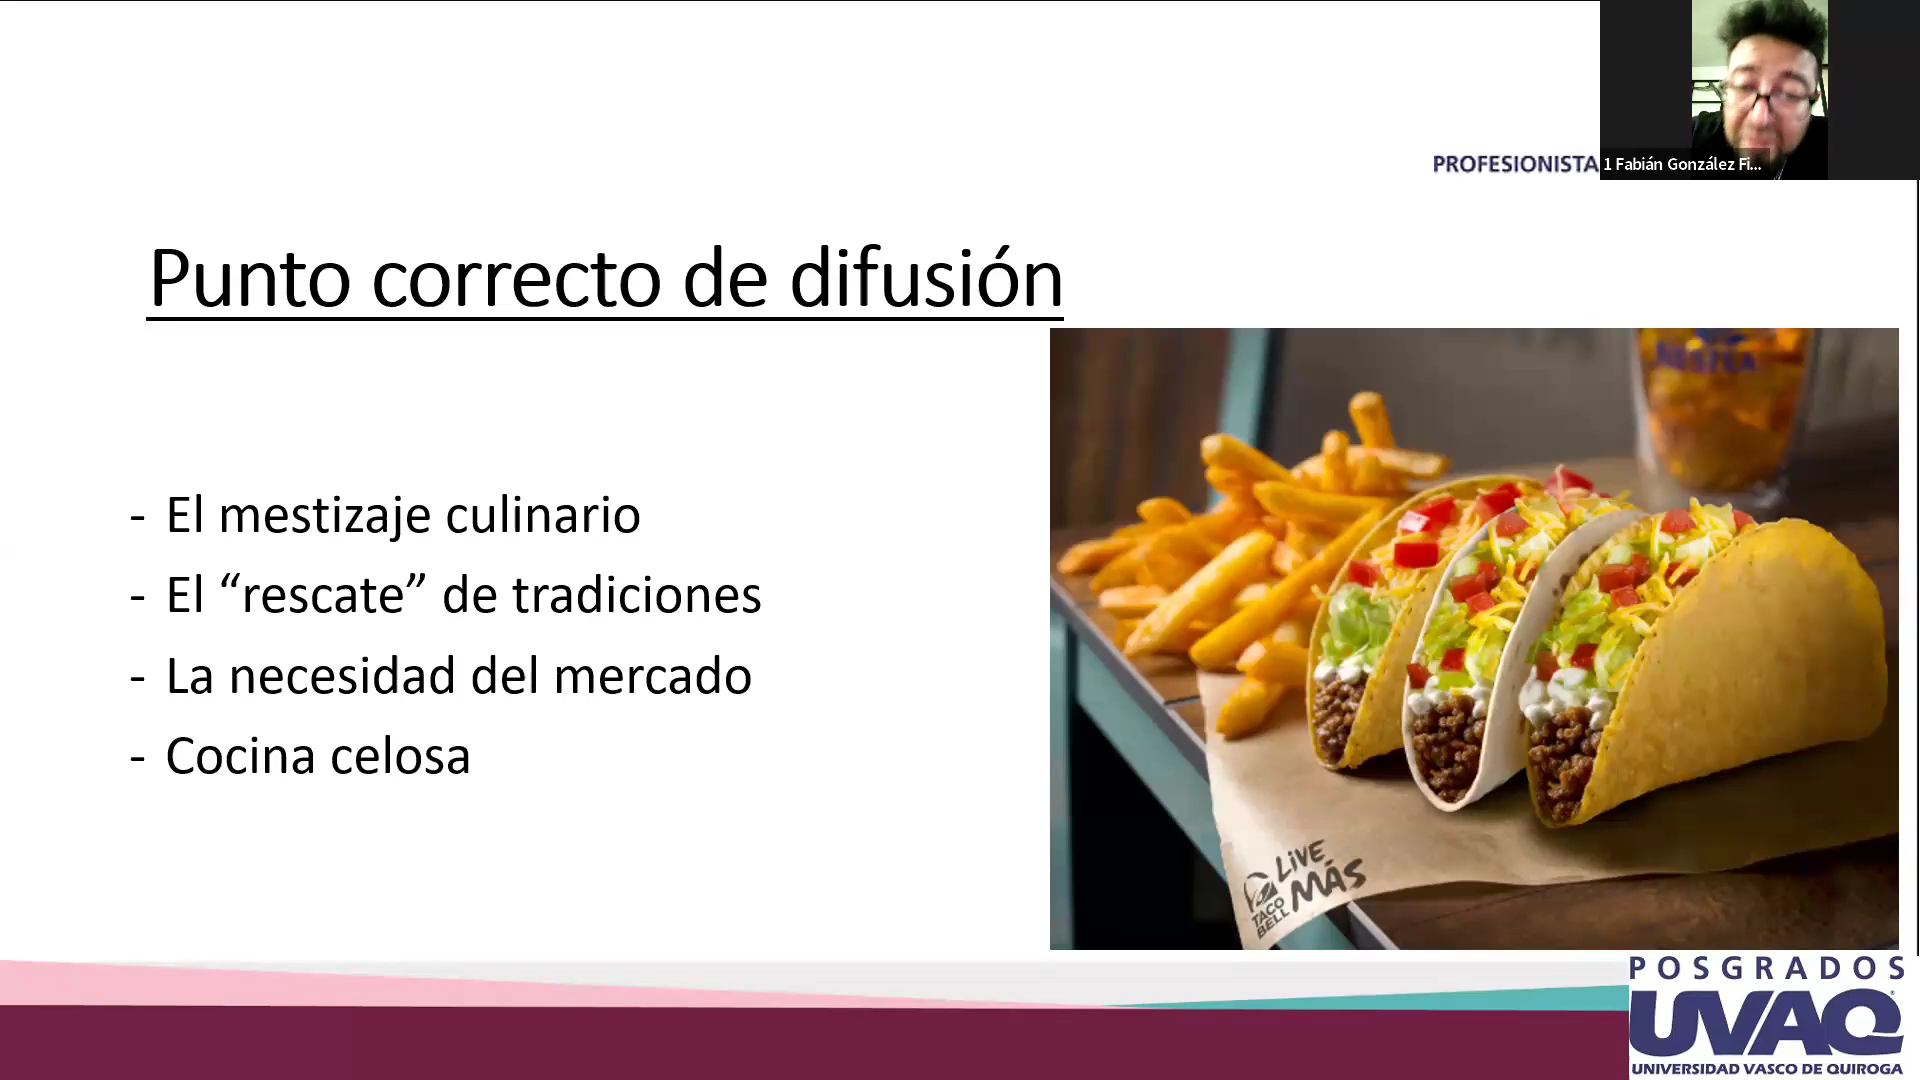 PROFESIONISTA
1 Fabián González Fi...
Punto correcto de difusión
- El mestizaje culinario
- El “rescate” de tradiciones
- La necesidad del mercado
- Cocina celosa
LIVE
MÁS
TACO
BELL
POSGRADOS
UVAQ
UNIVERSIDAD VASCO DE QUIROGA